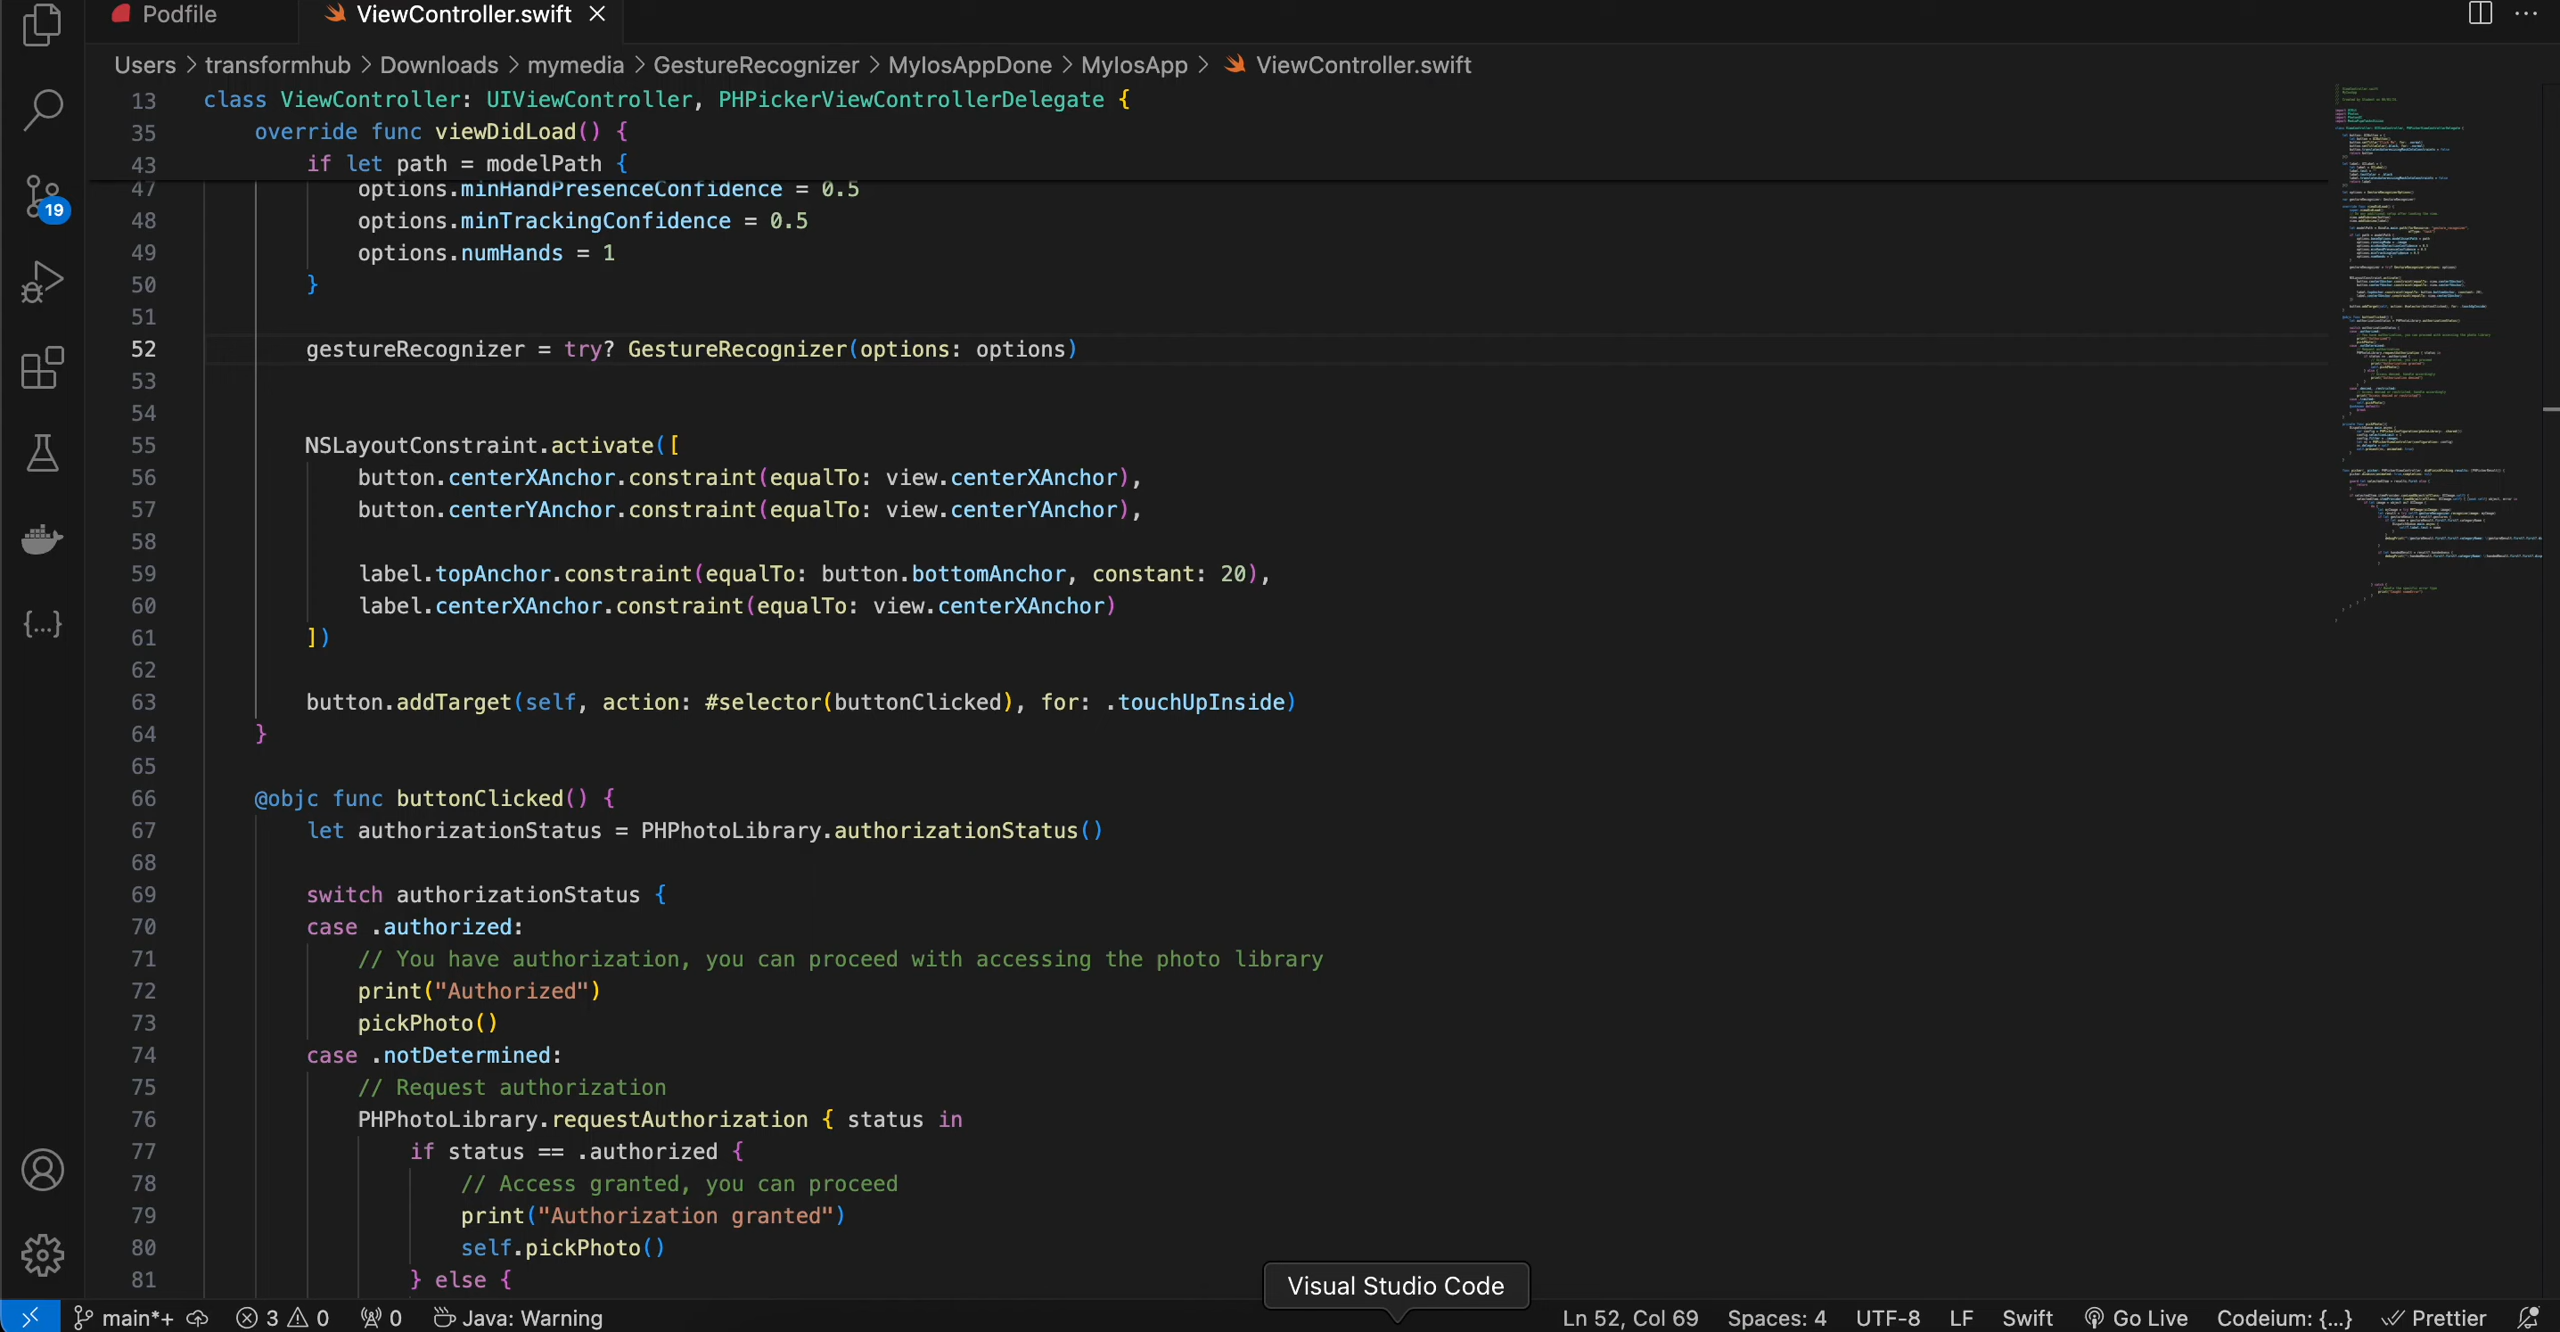 Podfile
ViewController.swift
Users > transformhub > Downloads > mymedia > GestureRecognizer > MyIosAppDone > MyIosApp > ViewController.swift
13 class ViewController: UIViewController, PHPickerViewControllerDelegate {
35 override func viewDidLoad() {
43 if let path = modelPath {
47 options.minHandPresenceConfidence = 0.5
48 options.minTrackingConfidence = 0.5
49 options.numHands = 1
50 }
51
52 gestureRecognizer = try? GestureRecognizer(options: options)
53
54
55 NSLayoutConstraint.activate([
56 button.centerXAnchor.constraint(equalTo: view.centerXAnchor),
57 button.centerYAnchor.constraint(equalTo: view.centerYAnchor),
58
59 label.topAnchor.constraint(equalTo: button.bottomAnchor, constant: 20),
60 label.centerXAnchor.constraint(equalTo: view.centerXAnchor)
61 ])
62
63 button.addTarget(self, action: #selector(buttonClicked), for: .touchUpInside)
64 }
65
66 @objc func buttonClicked() {
67 let authorizationStatus = PHPhotoLibrary.authorizationStatus()
68
69 switch authorizationStatus {
70 case .authorized:
71 // You have authorization, you can proceed with accessing the photo library
72 print("Authorized")
73 pickPhoto()
74 case .notDetermined:
75 // Request authorization
76 PHPhotoLibrary.requestAuthorization { status in
77 if status == .authorized {
78 // Access granted, you can proceed
79 print("Authorization granted")
80 self.pickPhoto()
81 } else {
19
{...}
Visual Studio Code
main*+ 3 0 0 Java: Warning Ln 52, Col 69 Spaces: 4 UTF-8 LF Swift Go Live Codeium: {...} Prettier